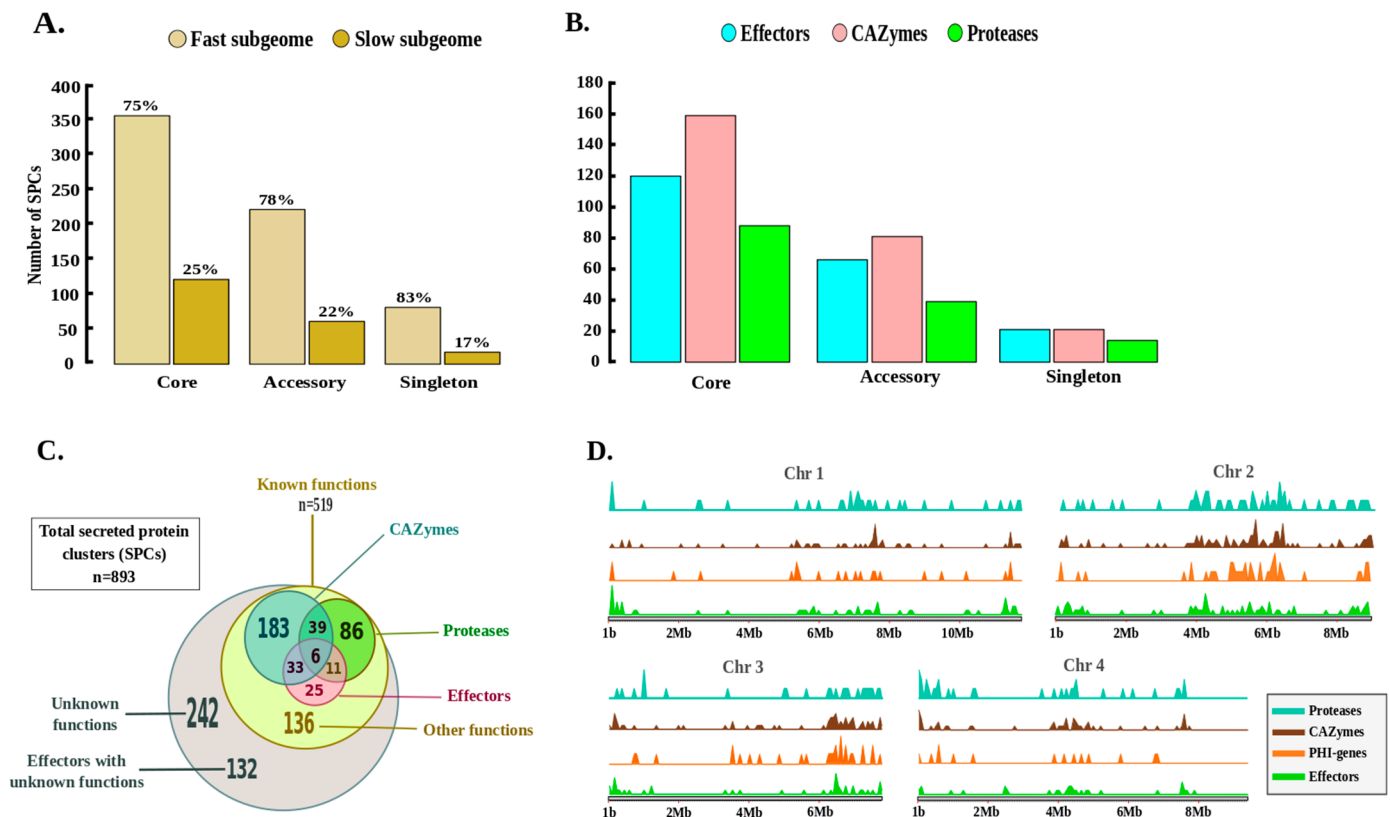 A.
Fast subgeome
Slow subgeome
Number of SPCs
400
350
300
250
200
150
100
50
0
75%
25%
78%
22%
83%
17%
Core
Accessory
Singleton
B.
Effectors
CAZymes
Proteases
180
160
140
120
100
80
60
40
20
0
Core
Accessory
Singleton
C.
Total secreted protein
clusters (SPCs)
n=893
Known functions
n=519
CAZymes
Proteases
Effectors
Other functions
Unknown
functions
Effectors with
unknown functions
183
39
86
6
33
11
25
136
242
132
D.
Chr 1
1b
2Mb
4Mb
6Mb
8Mb
10Mb
Chr 2
1b
2Mb
4Mb
6Mb
8Mb
Chr 3
1b
2Mb
4Mb
6Mb
Chr 4
1b
2Mb
4Mb
6Mb
8Mb
Proteases
CAZymes
PHI-genes
Effectors